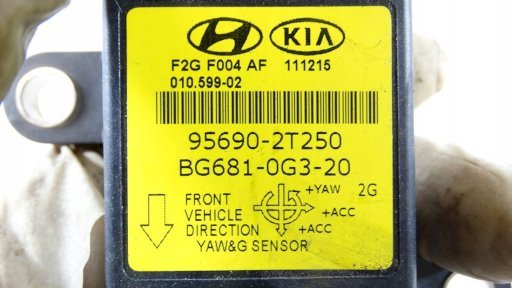 KIA
F2G F004 AF 111215
010.599-02
95690-2T250
BG681-0G3-20
FRONT
VEHICLE
DIRECTION
+YAW 2G
+ACC
+ACC
YAW&G SENSOR